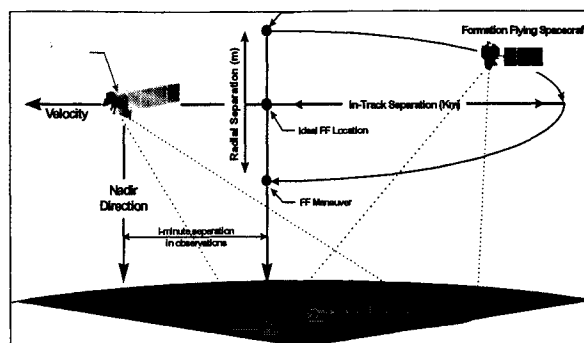 Formation Flying Spacecraft
Radial Separation (m)
In-Track Separation (Km)
Velocity
Ideal FF Location
Nadir
Direction
FF Maneuver
I-minute separation
in observations